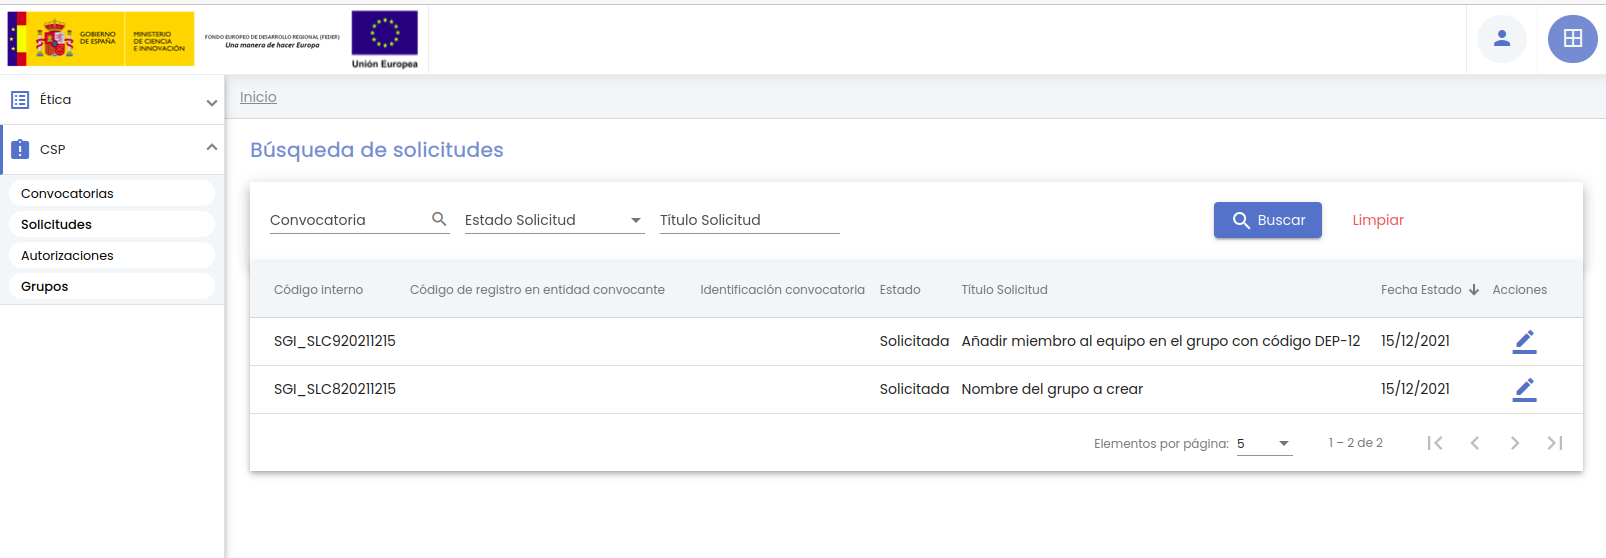 GOBIERNO
DE ESPAÑA
MINISTERIO
DE CIENCIA
E INNOVACIÓN
FONDO EUROPEO DE DESARROLLO REGIONAL (FEDER)
Una manera de hacer Europa
Unión Europea
Ética
CSP
Convocatorias
Solicitudes
Autorizaciones
Grupos
Inicio
Búsqueda de solicitudes
Convocatoria Estado Solicitud Título Solicitud Buscar Limpiar
Código interno Código de registro en entidad convocante Identificación convocatoria Estado Título Solicitud Fecha Estado Acciones
SGI_SLC920211215 Solicitada Añadir miembro al equipo en el grupo con código DEP-12 15/12/2021
SGI_SLC820211215 Solicitada Nombre del grupo a crear 15/12/2021
Elementos por página: 5 1 – 2 de 2